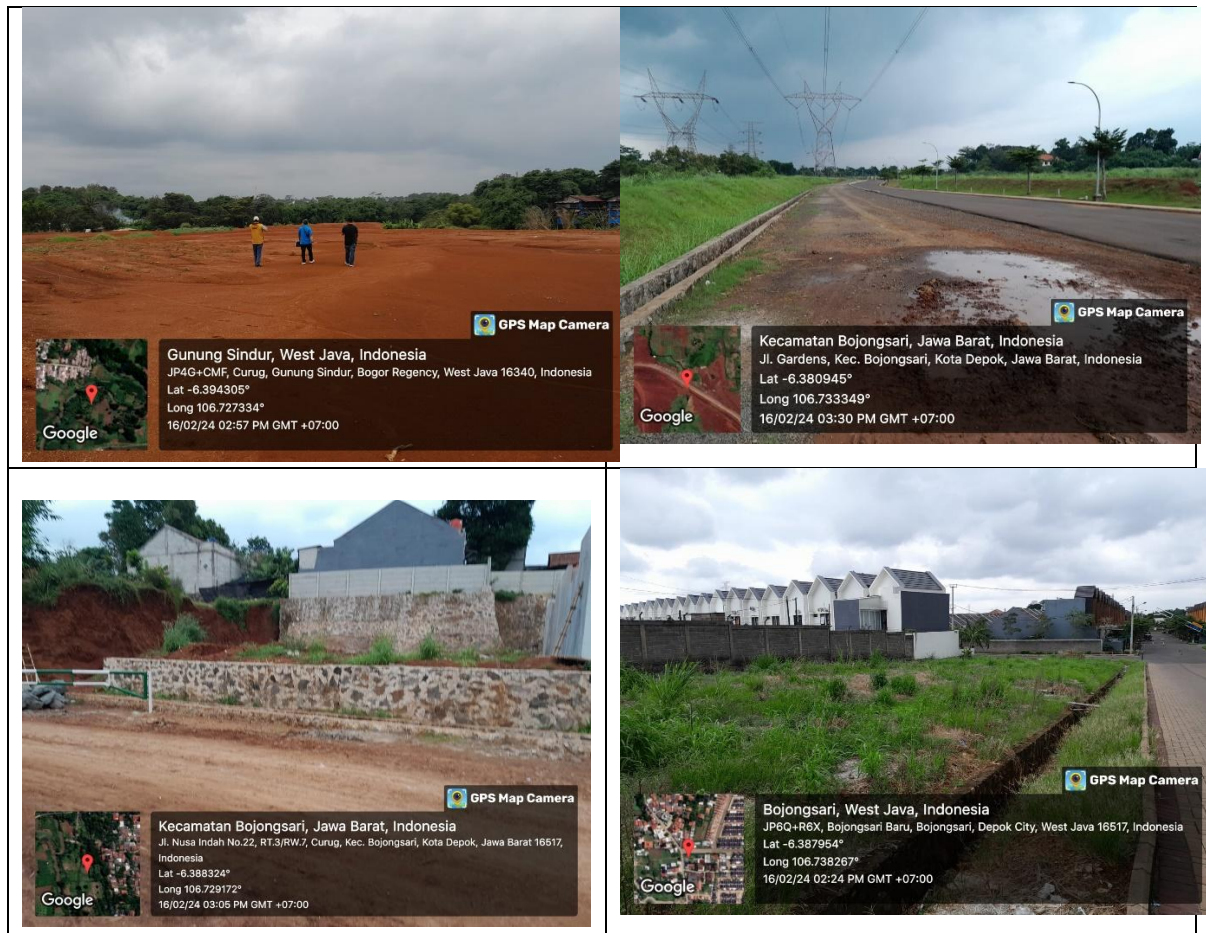 GPS Map Camera
Gunung Sindur, West Java, Indonesia
JP4G+CMF, Curug, Gunung Sindur, Bogor Regency, West Java 16340, Indonesia
Lat -6.394305°
Long 106.727334°
16/02/24 02:57 PM GMT +07:00
Google
GPS Map Camera
Kecamatan Bojongsari, Jawa Barat, Indonesia
Jl. Gardens, Kec. Bojongsari, Kota Depok, Jawa Barat, Indonesia
Lat -6.380945°
Long 106.733349°
16/02/24 03:30 PM GMT +07:00
Google
GPS Map Camera
Kecamatan Bojongsari, Jawa Barat, Indonesia
Jl. Nusa Indah No.22, RT.3/RW.7, Curug, Kec. Bojongsari, Kota Depok, Jawa Barat 16517,
Indonesia
Lat -6.388324°
Long 106.729172°
16/02/24 03:05 PM GMT +07:00
Google
GPS Map Camera
Bojongsari, West Java, Indonesia
JP6Q+R6X, Bojongsari Baru, Bojongsari, Depok City, West Java 16517, Indonesia
Lat -6.387954°
Long 106.738267°
16/02/24 02:24 PM GMT +07:00
Google